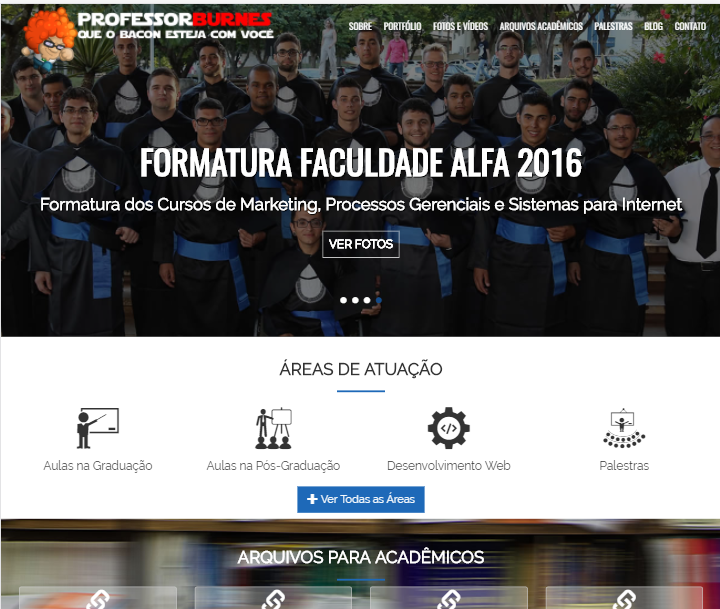 PROFESSORBURNES
QUE O BACON ESTEJA COM VOCÊ
SOBRE PORTFÓLIO FOTOS E VÍDEOS ARQUIVOS ACADÊMICOS PALESTRAS BLOG CONTATO
FORMATURA FACULDADE ALFA 2016
Formatura dos Cursos de Marketing, Processos Gerenciais e Sistemas para Internet
VER FOTOS
ÁREAS DE ATUAÇÃO
Aulas na Graduação Aulas na Pós-Graduação Desenvolvimento Web Palestras
Ver Todas as Áreas
ARQUIVOS PARA ACADÊMICOS